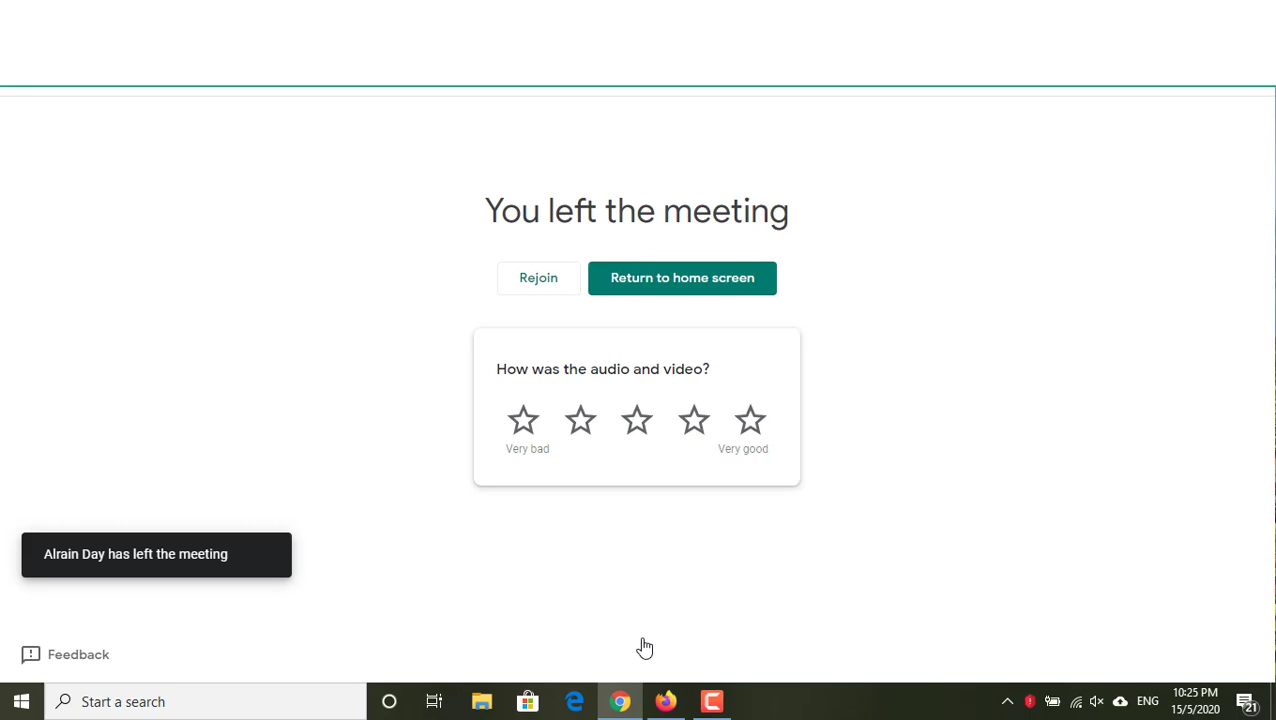 You left the meeting
Rejoin
Return to home screen
How was the audio and video?
Very bad
Very good
Alrain Day has left the meeting
Feedback
Start a search
ENG
10:25 PM
15/5/2020
21